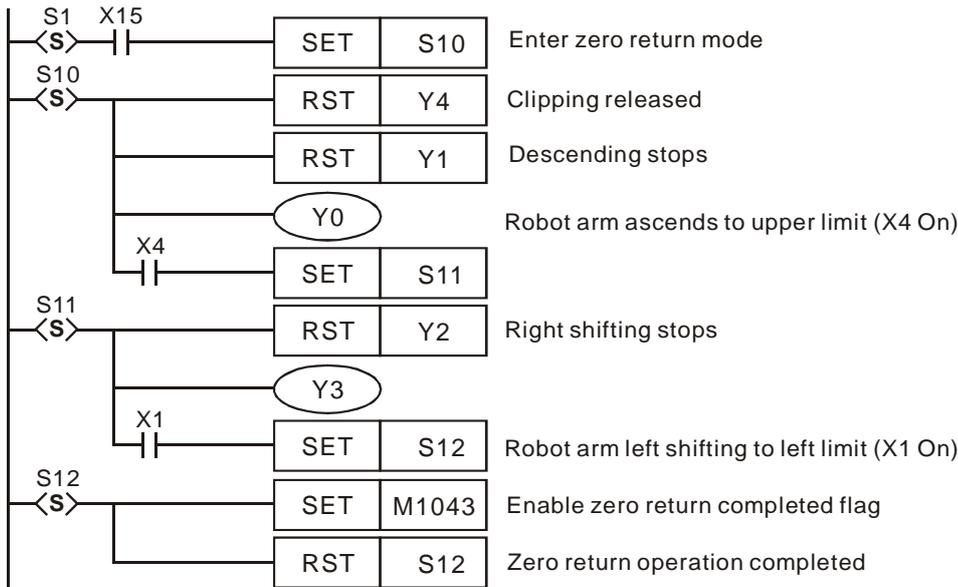 S1 X15
S SET S10 Enter zero return mode
S10
S RST Y4 Clipping released
RST Y1 Descending stops
Y0 Robot arm ascends to upper limit (X4 On)
X4
SET S11
S11
S RST Y2 Right shifting stops
Y3
X1
SET S12 Robot arm left shifting to left limit (X1 On)
S12
S SET M1043 Enable zero return completed flag
RST S12 Zero return operation completed